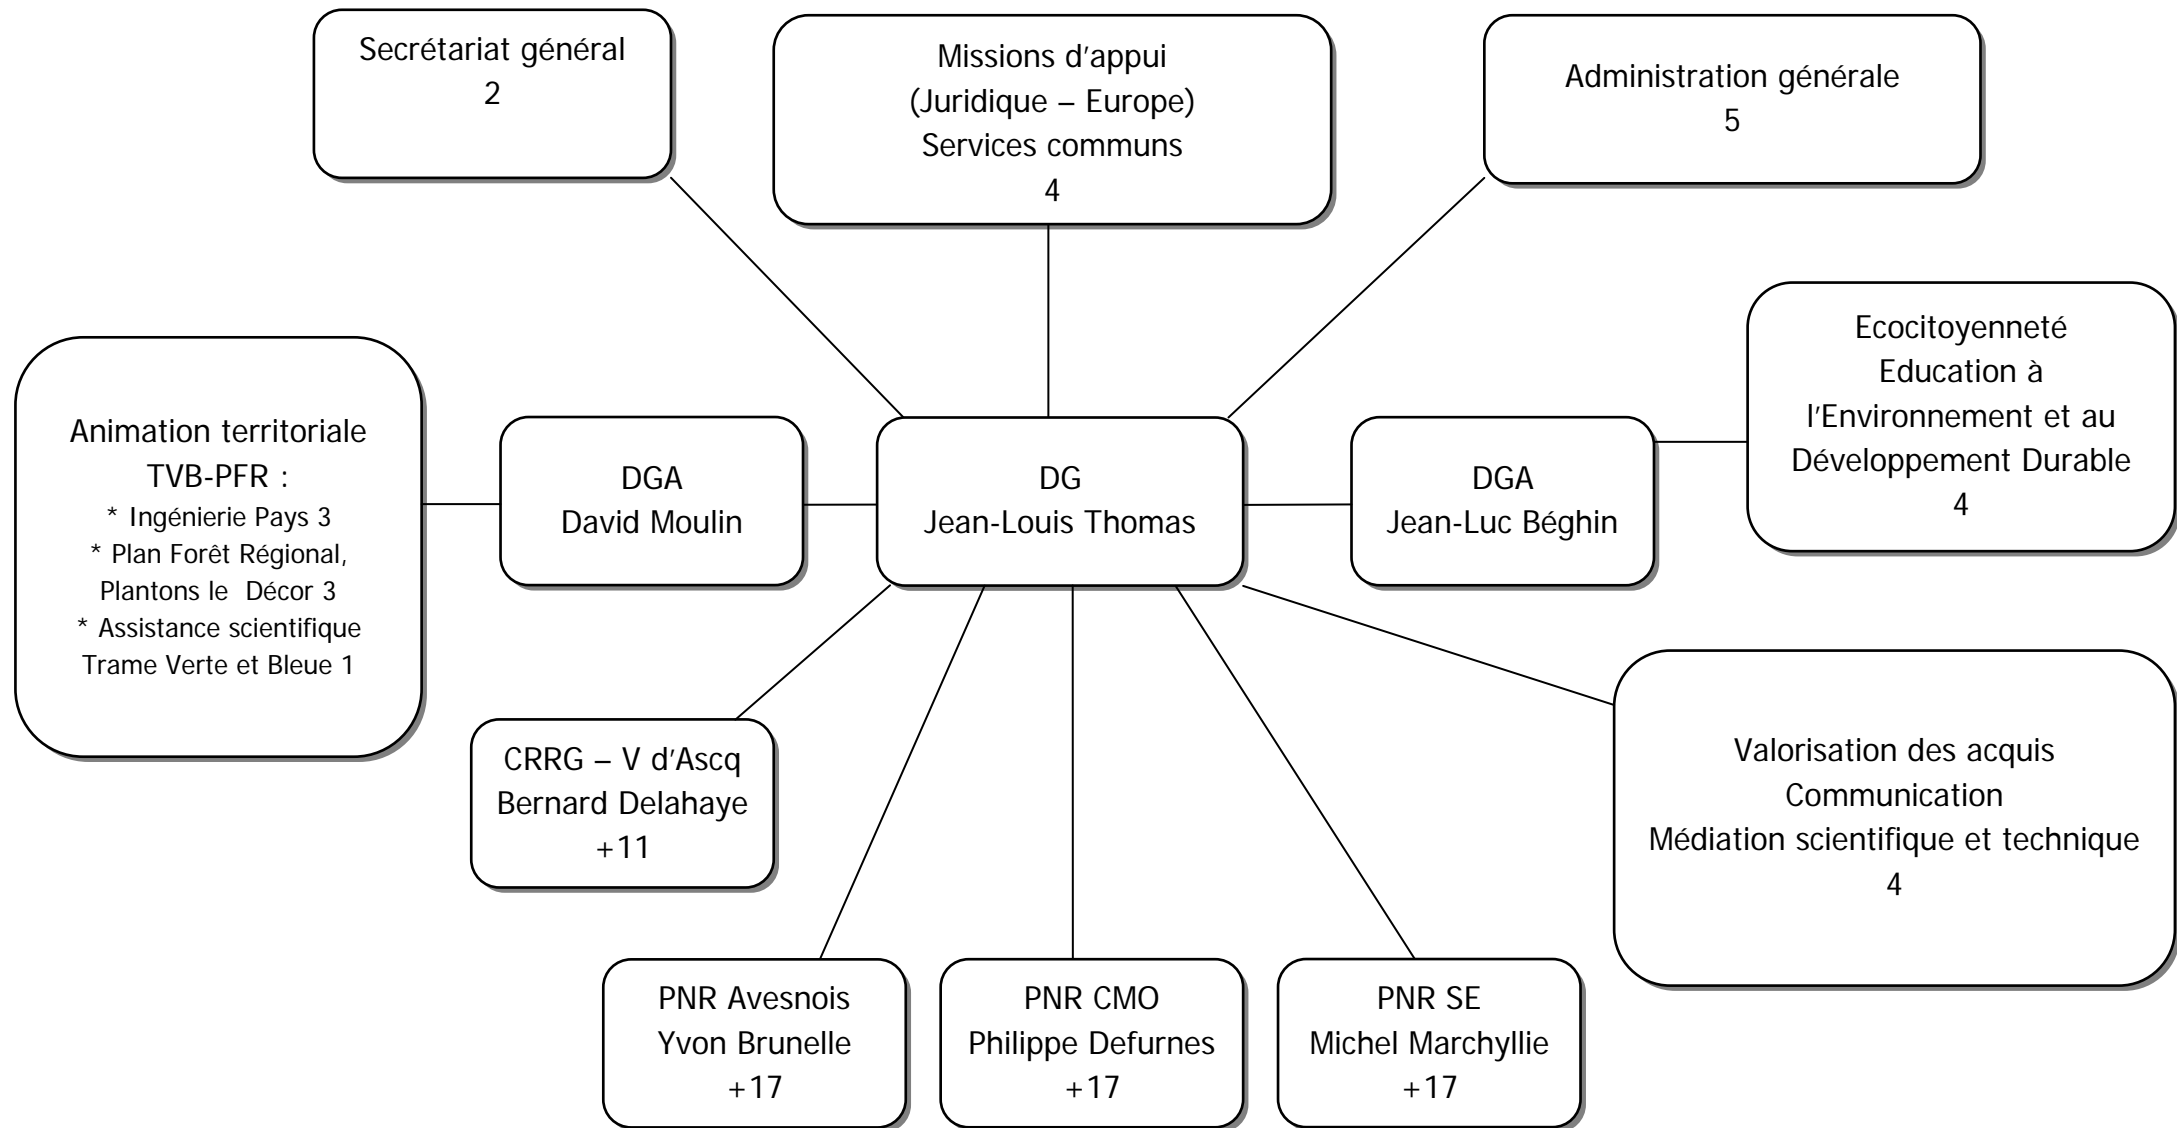 Secrétariat général
2
Missions d'appui
(Juridique – Europe)
Services communs
4
Administration générale
5
Ecocitoyenneté
Education à
l'Environnement et au
Développement Durable
4
Animation territoriale
TVB-PFR :
* Ingénierie Pays 3
* Plan Forêt Régional,
Plantons le Décor 3
* Assistance scientifique
Trame Verte et Bleue 1
DGA
David Moulin
DG
Jean-Louis Thomas
DGA
Jean-Luc Béghin
CRRG – V d'Ascq
Bernard Delahaye
+11
Valorisation des acquis
Communication
Médiation scientifique et technique
4
PNR Avesnois
Yvon Brunelle
+17
PNR CMO
Philippe Defurnes
+17
PNR SE
Michel Marchyllie
+17